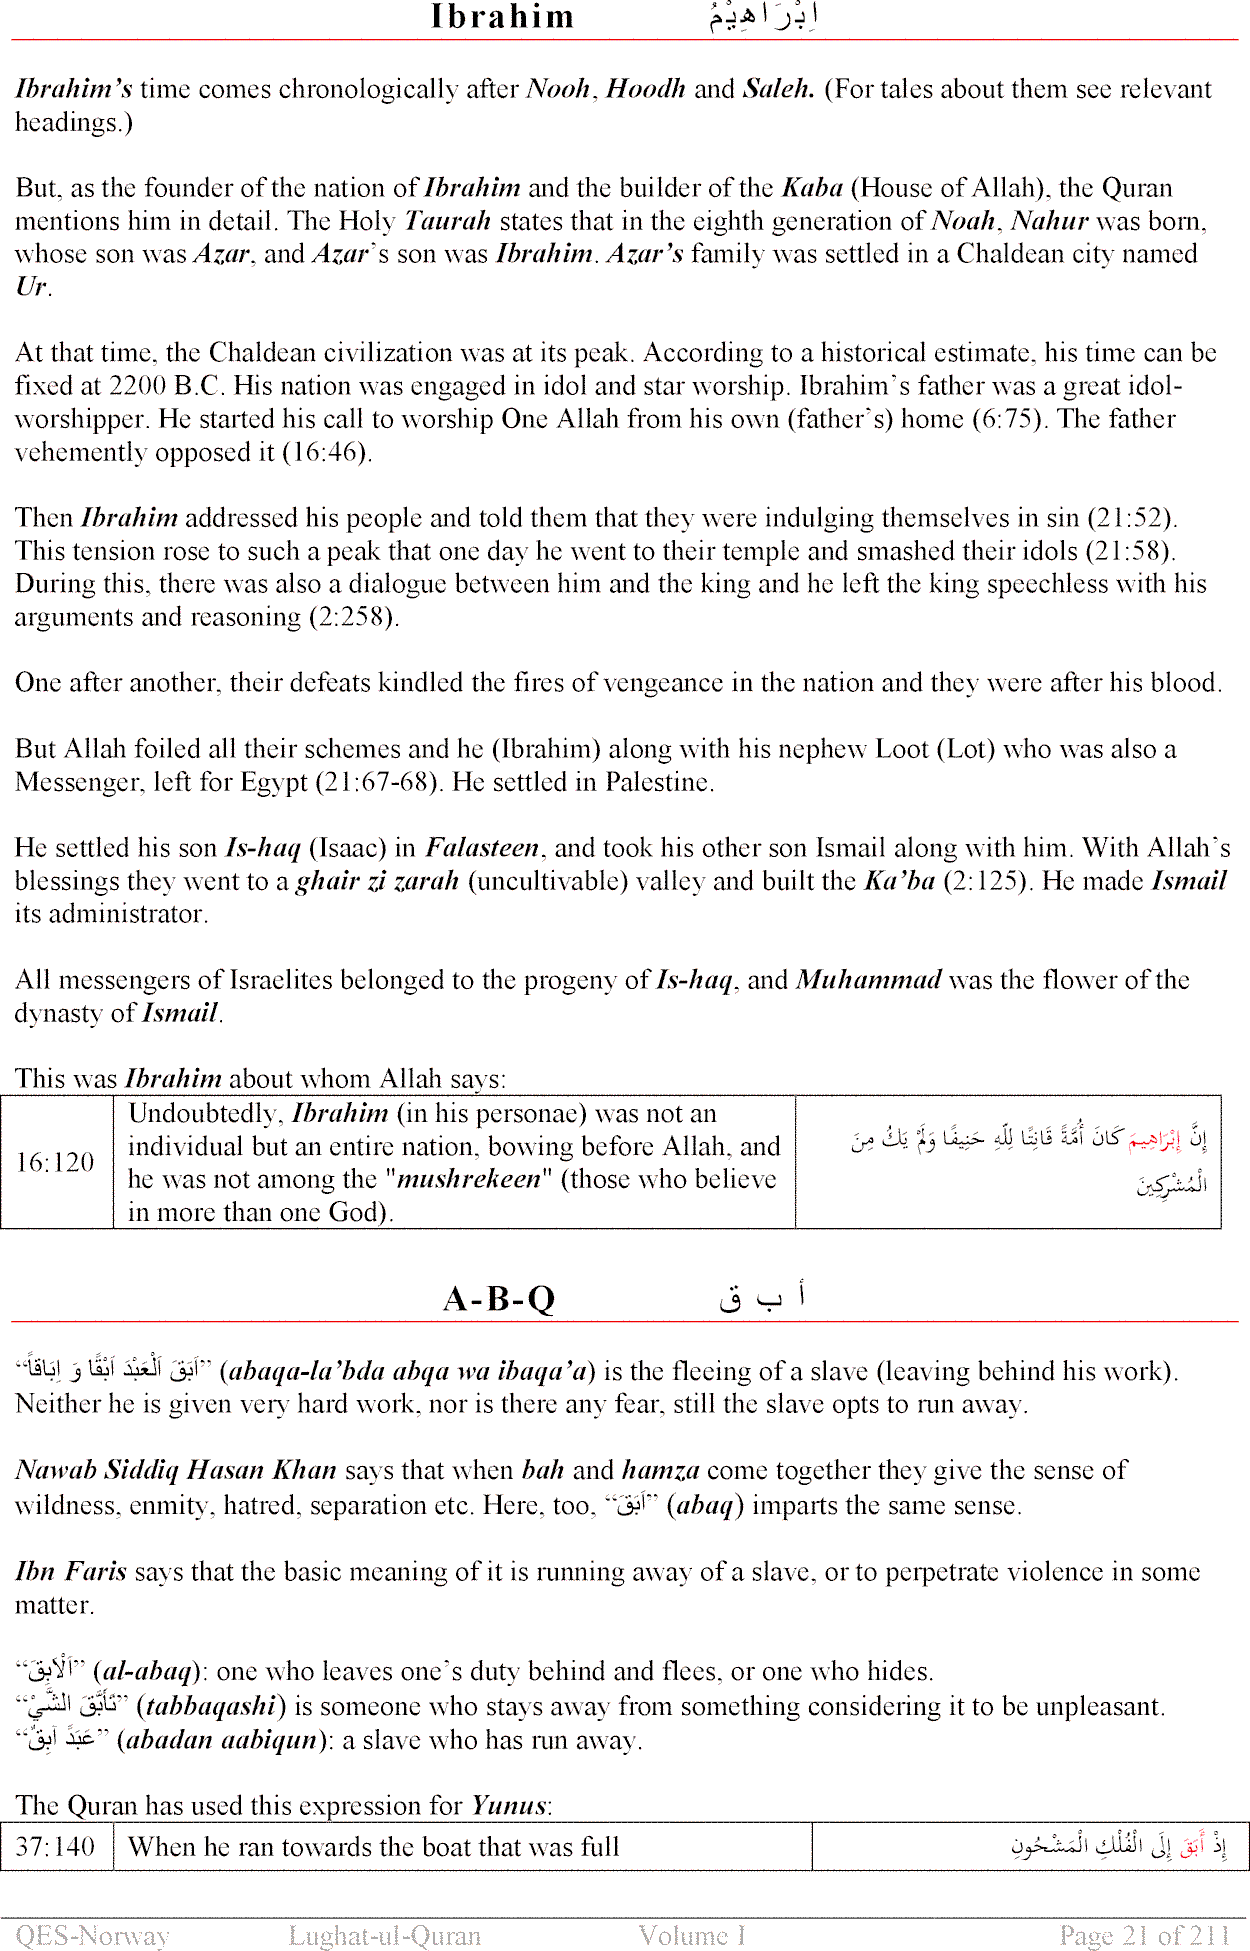 Ibrahim اِبْرَاهِيْمُ
Ibrahim’s time comes chronologically after Nooh, Hoodh and Saleh. (For tales about them see relevant
headings.)
But, as the founder of the nation of Ibrahim and the builder of the Kaba (House of Allah), the Quran
mentions him in detail. The Holy Taurah states that in the eighth generation of Noah, Nahur was born,
whose son was Azar, and Azar’s son was Ibrahim. Azar’s family was settled in a Chaldean city named
Ur.
At that time, the Chaldean civilization was at its peak. According to a historical estimate, his time can be
fixed at 2200 B.C. His nation was engaged in idol and star worship. Ibrahim’s father was a great idol-
worshipper. He started his call to worship One Allah from his own (father’s) home (6:75). The father
vehemently opposed it (16:46).
Then Ibrahim addressed his people and told them that they were indulging themselves in sin (21:52).
This tension rose to such a peak that one day he went to their temple and smashed their idols (21:58).
During this, there was also a dialogue between him and the king and he left the king speechless with his
arguments and reasoning (2:258).
One after another, their defeats kindled the fires of vengeance in the nation and they were after his blood.
But Allah foiled all their schemes and he (Ibrahim) along with his nephew Loot (Lot) who was also a
Messenger, left for Egypt (21:67-68). He settled in Palestine.
He settled his son Is-haq (Isaac) in Falasteen, and took his other son Ismail along with him. With Allah’s
blessings they went to a ghair zi zarah (uncultivable) valley and built the Ka’ba (2:125). He made Ismail
its administrator.
All messengers of Israelites belonged to the progeny of Is-haq, and Muhammad was the flower of the
dynasty of Ismail.
This was Ibrahim about whom Allah says:
16:120
Undoubtedly, Ibrahim (in his personae) was not an
individual but an entire nation, bowing before Allah, and
he was not among the "mushrekeen" (those who believe
in more than one God).
إِنَّ إِبْرَاهِيمَ كَانَ أُمَّةً قَانِتًا لِلَّهِ حَنِيفًا وَلَمْ يَكُ مِنَ
الْمُشْرِكِينَ
A-B-Q أ ب ق
“اَبَقَ اَلْعَبْدَ اَبْقًا وَ اِبَاقاً” (abaqa-la’bda abqa wa ibaqa’a) is the fleeing of a slave (leaving behind his work).
Neither he is given very hard work, nor is there any fear, still the slave opts to run away.
Nawab Siddiq Hasan Khan says that when bah and hamza come together they give the sense of
wildness, enmity, hatred, separation etc. Here, too, “اَبَقَ” (abaq) imparts the same sense.
Ibn Faris says that the basic meaning of it is running away of a slave, or to perpetrate violence in some
matter.
“اَلْاَبِقَ” (al-abaq): one who leaves one’s duty behind and flees, or one who hides.
“تَأَبَّقَ الشَّيْ” (tabbaqashi) is someone who stays away from something considering it to be unpleasant.
“عَبَدً آبِقٌ” (abadan aabiqun): a slave who has run away.
The Quran has used this expression for Yunus:
37:140 When he ran towards the boat that was full إِذْ أَبَقَ إِلَى الْفُلْكِ الْمَشْحُونِ
QES-Norway Lughat-ul-Quran Volume I Page 21 of 211